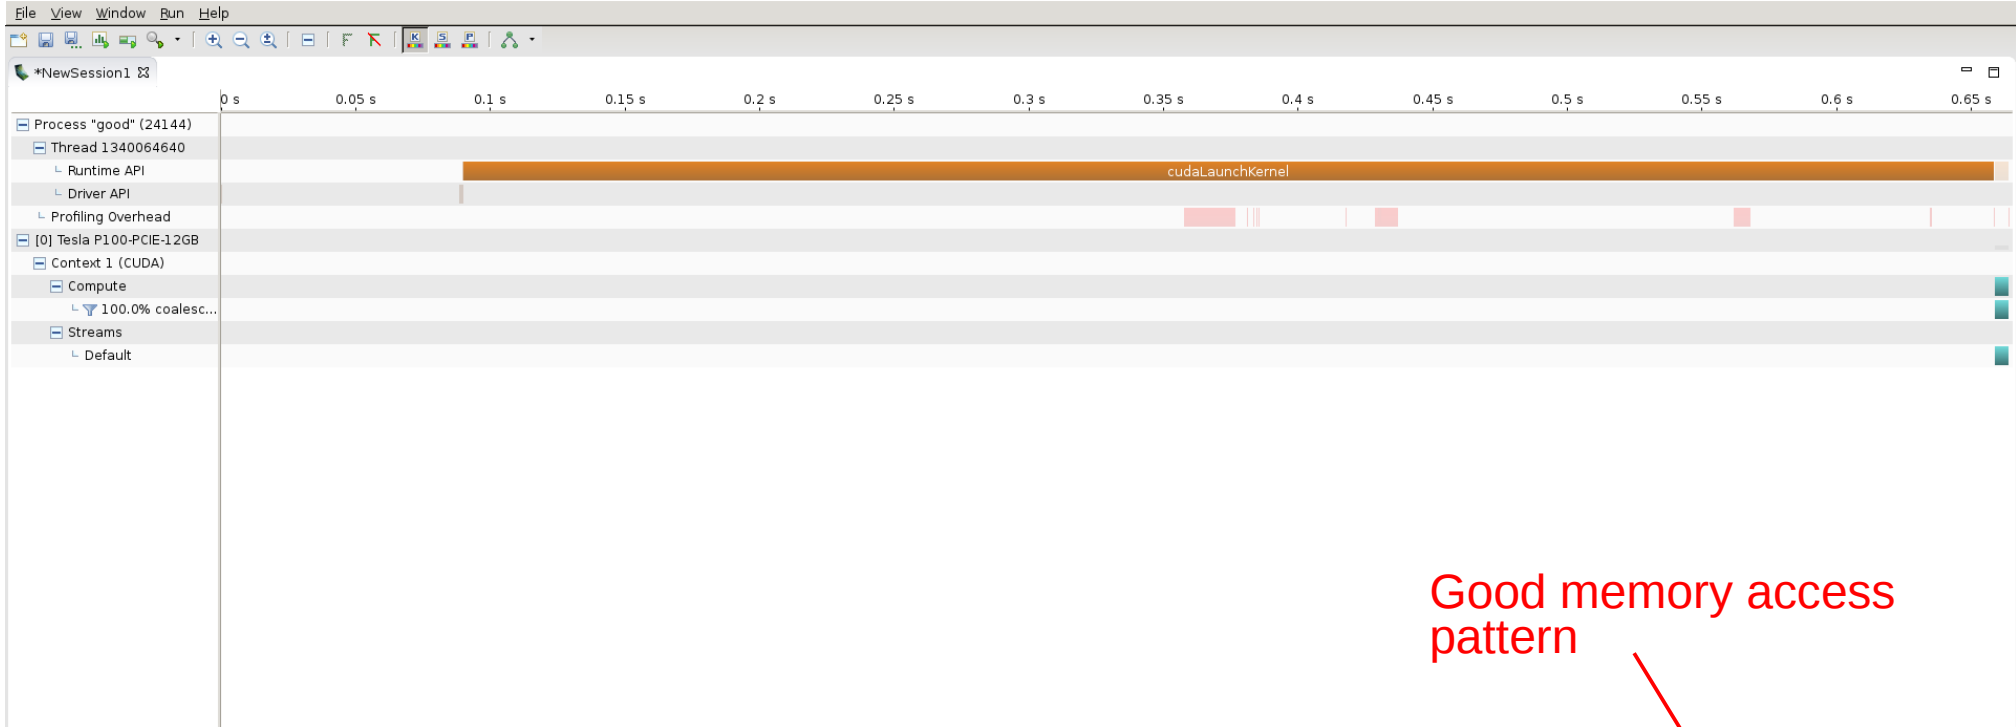 File View Window Run Help
*NewSession1
0 s 0.05 s 0.1 s 0.15 s 0.2 s 0.25 s 0.3 s 0.35 s 0.4 s 0.45 s 0.5 s 0.55 s 0.6 s 0.65 s
Process "good" (24144)
Thread 1340064640
Runtime API cudaLaunchKernel
Driver API
Profiling Overhead
[0] Tesla P100-PCIE-12GB
Context 1 (CUDA)
Compute
100.0% coalesc...
Streams
Default
Good memory access
pattern